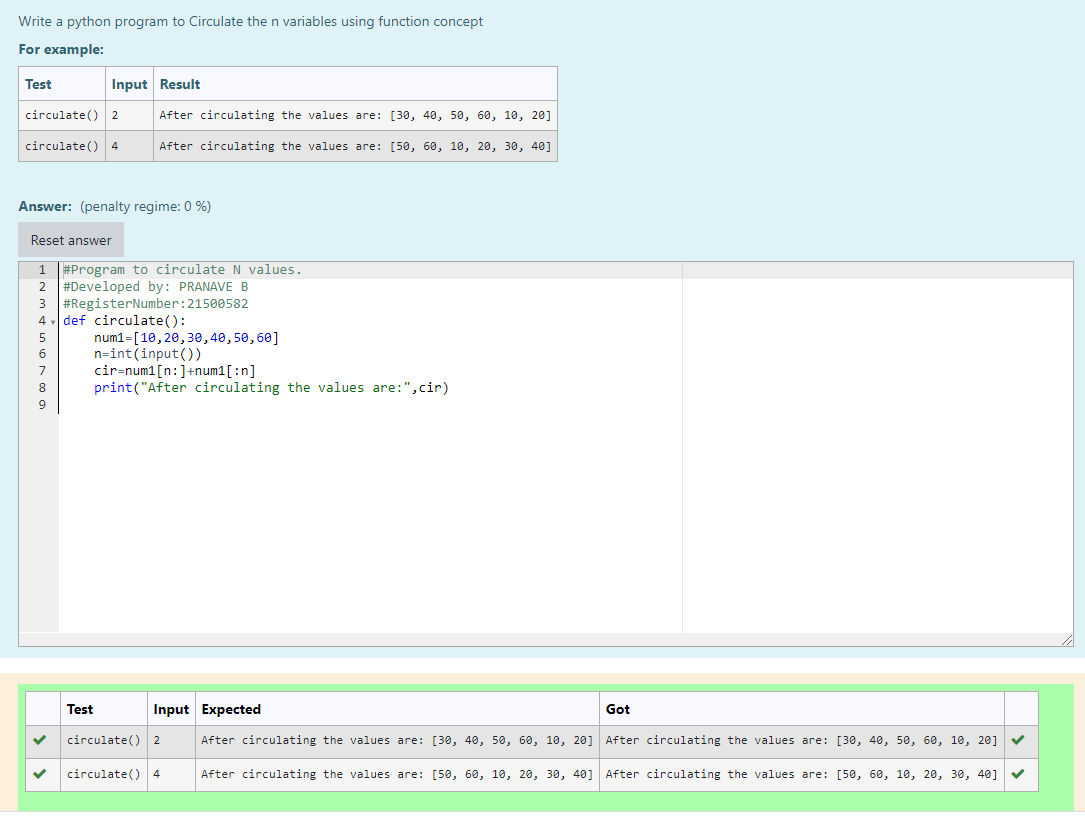 Write a python program to Circulate the n variables using function concept
For example:
Test Input Result
circulate() 2 After circulating the values are: [30, 40, 50, 60, 10, 20]
circulate() 4 After circulating the values are: [50, 60, 10, 20, 30, 40]
Answer: (penalty regime: 0 %)
Reset answer
1 #Program to circulate N values.
2 #Developed by: PRANAVE B
3 #RegisterNumber:21500582
4 def circulate():
5 num1=[10,20,30,40,50,60]
6 n=int(input())
7 cir=num1[n:]+num1[:n]
8 print("After circulating the values are:",cir)
9
Test Input Expected Got
circulate() 2 After circulating the values are: [30, 40, 50, 60, 10, 20] After circulating the values are: [30, 40, 50, 60, 10, 20]
circulate() 4 After circulating the values are: [50, 60, 10, 20, 30, 40] After circulating the values are: [50, 60, 10, 20, 30, 40]